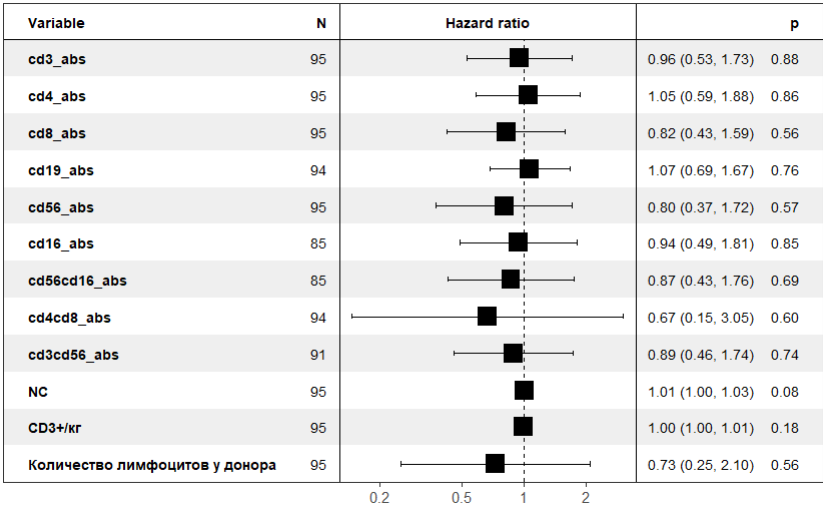 Variable N Hazard ratio p
cd3_abs 95 0.96 (0.53, 1.73) 0.88
cd4_abs 95 1.05 (0.59, 1.88) 0.86
cd8_abs 95 0.82 (0.43, 1.59) 0.56
cd19_abs 94 1.07 (0.69, 1.67) 0.76
cd56_abs 95 0.80 (0.37, 1.72) 0.57
cd16_abs 85 0.94 (0.49, 1.81) 0.85
cd56cd16_abs 85 0.87 (0.43, 1.76) 0.69
cd4cd8_abs 94 0.67 (0.15, 3.05) 0.60
cd3cd56_abs 91 0.89 (0.46, 1.74) 0.74
NC 95 1.01 (1.00, 1.03) 0.08
CD3+/кг 95 1.00 (1.00, 1.01) 0.18
Количество лимфоцитов у донора 95 0.73 (0.25, 2.10) 0.56
0.2 0.5 1 2